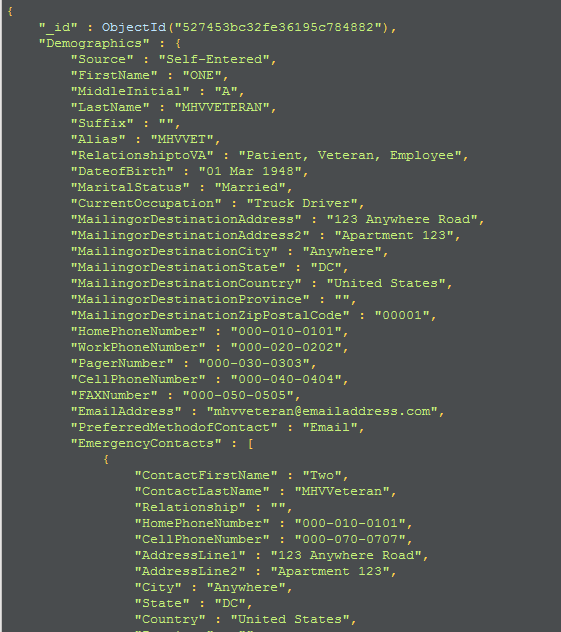 {
"_id" : ObjectId("527453bc32fe36195c784882"),
"Demographics" : {
"Source" : "Self-Entered",
"FirstName" : "ONE",
"MiddleInitial" : "A",
"LastName" : "MHVVETERAN",
"Suffix" : "",
"Alias" : "MHVVET",
"RelationshiptoVA" : "Patient, Veteran, Employee",
"DateofBirth" : "01 Mar 1948",
"MaritalStatus" : "Married",
"CurrentOccupation" : "Truck Driver",
"MailingorDestinationAddress" : "123 Anywhere Road",
"MailingorDestinationAddress2" : "Apartment 123",
"MailingorDestinationCity" : "Anywhere",
"MailingorDestinationState" : "DC",
"MailingorDestinationCountry" : "United States",
"MailingorDestinationProvince" : "",
"MailingorDestinationZipPostalCode" : "00001",
"HomePhoneNumber" : "000-010-0101",
"WorkPhoneNumber" : "000-020-0202",
"PagerNumber" : "000-030-0303",
"CellPhoneNumber" : "000-040-0404",
"FAXNumber" : "000-050-0505",
"EmailAddress" : "mhvveteran@emailaddress.com",
"PreferredMethodofContact" : "Email",
"EmergencyContacts" : [
{
"ContactFirstName" : "Two",
"ContactLastName" : "MHVVeteran",
"Relationship" : "",
"HomePhoneNumber" : "000-010-0101",
"CellPhoneNumber" : "000-070-0707",
"AddressLine1" : "123 Anywhere Road",
"AddressLine2" : "Apartment 123",
"City" : "Anywhere",
"State" : "DC",
"Country" : "United States",